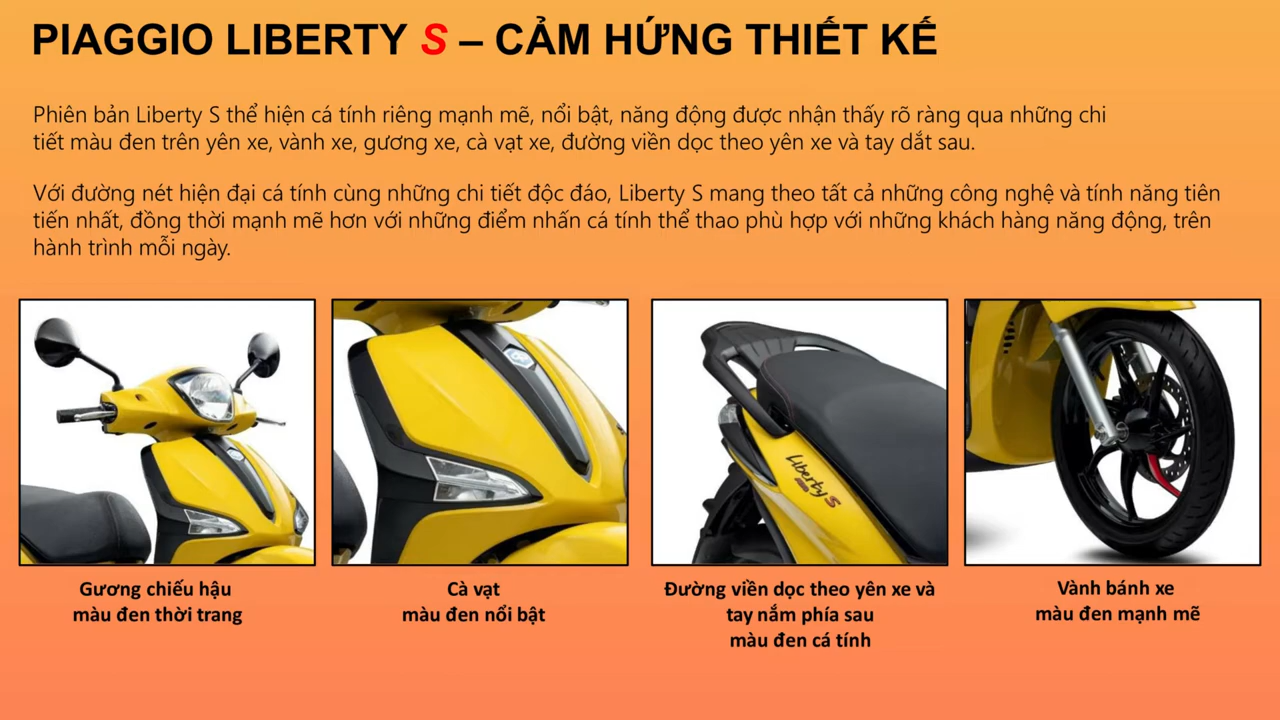 PIAGGIO LIBERTY S – CẢM HỨNG THIẾT KẾ
Phiên bản Liberty S thể hiện cá tính riêng mạnh mẽ, nổi bật, năng động được nhận thấy rõ ràng qua những chi
tiết màu đen trên yên xe, vành xe, gương xe, cà vạt xe, đường viền dọc theo yên xe và tay dắt sau.
Với đường nét hiện đại cá tính cùng những chi tiết độc đáo, Liberty S mang theo tất cả những công nghệ và tính năng tiên
tiến nhất, đồng thời mạnh mẽ hơn với những điểm nhấn cá tính thể thao phù hợp với những khách hàng năng động, trên
hành trình mỗi ngày.
Liberty S
Gương chiếu hậu
màu đen thời trang
Cà vạt
màu đen nổi bật
Đường viền dọc theo yên xe và
tay nắm phía sau
màu đen cá tính
Vành bánh xe
màu đen mạnh mẽ